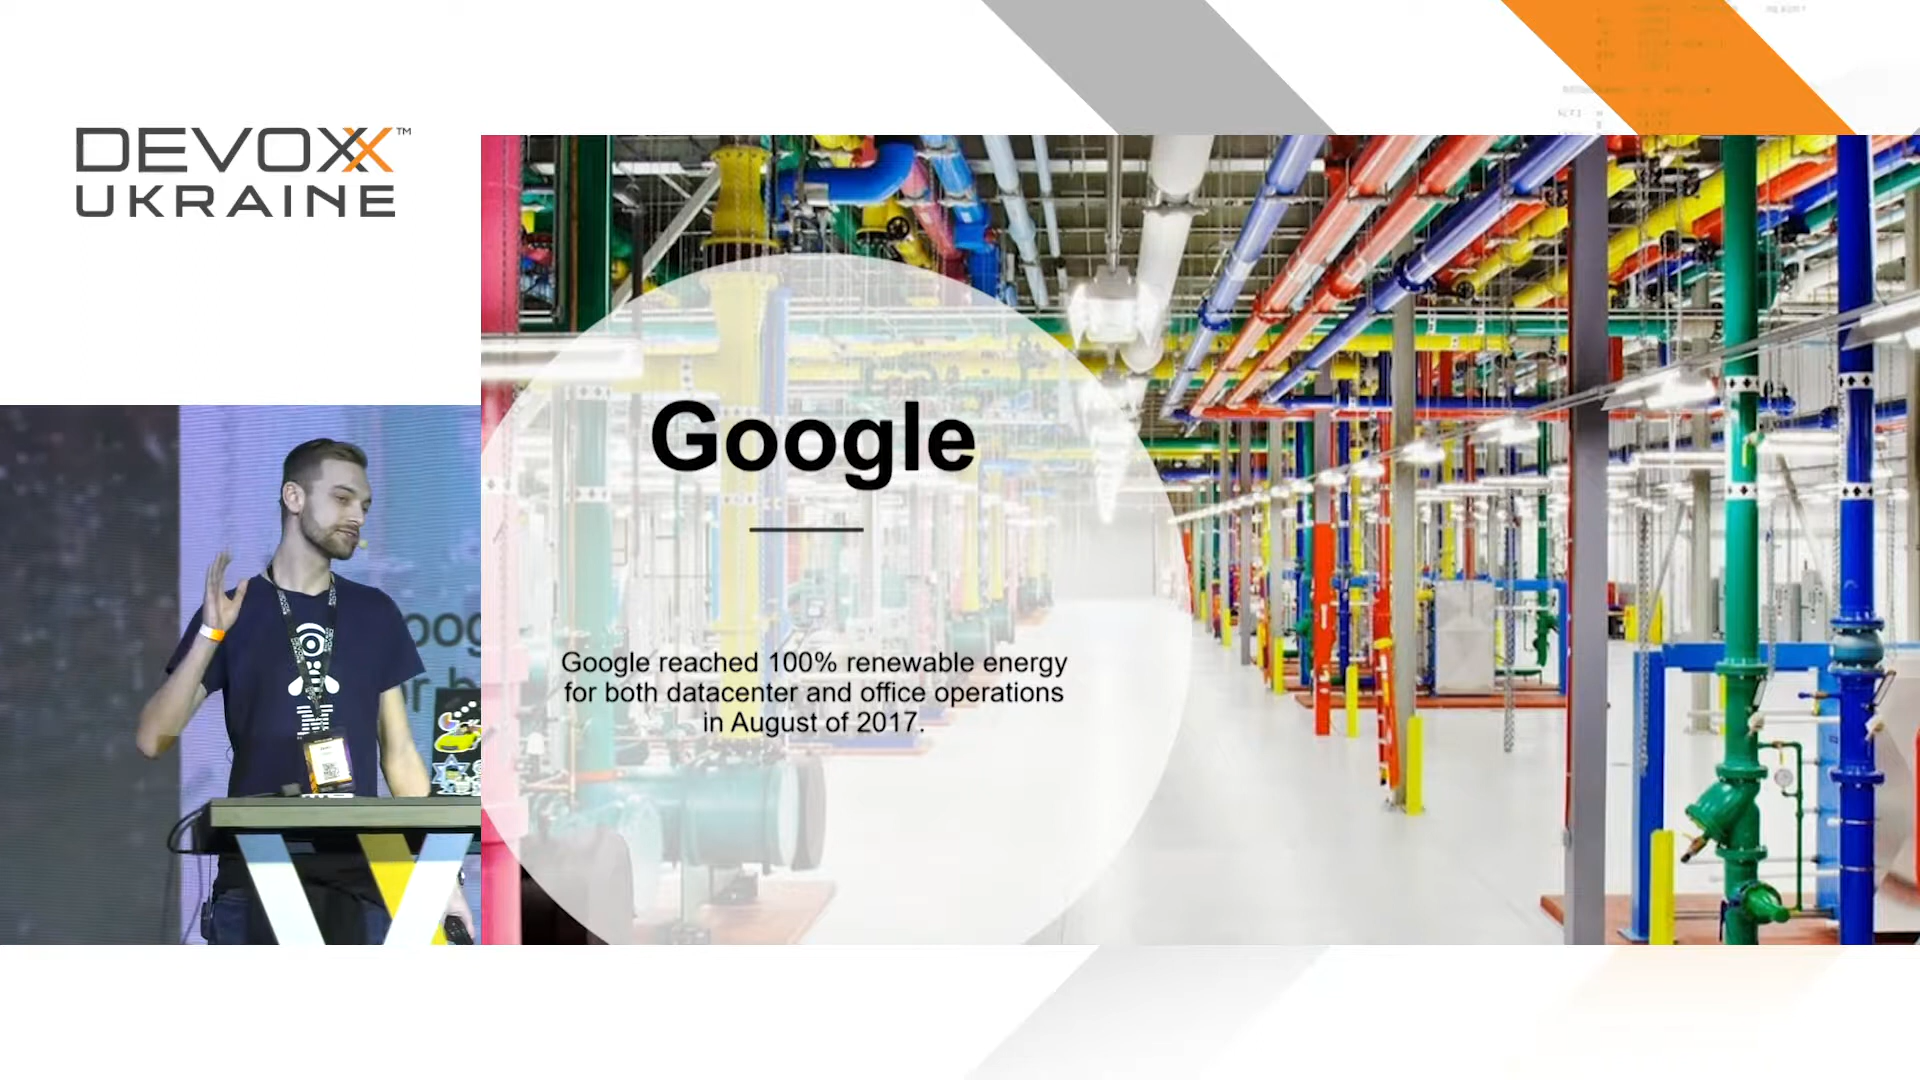 DEVOXX™
UKRAINE
Google
Google reached 100% renewable energy
for both datacenter and office operations
in August of 2017.